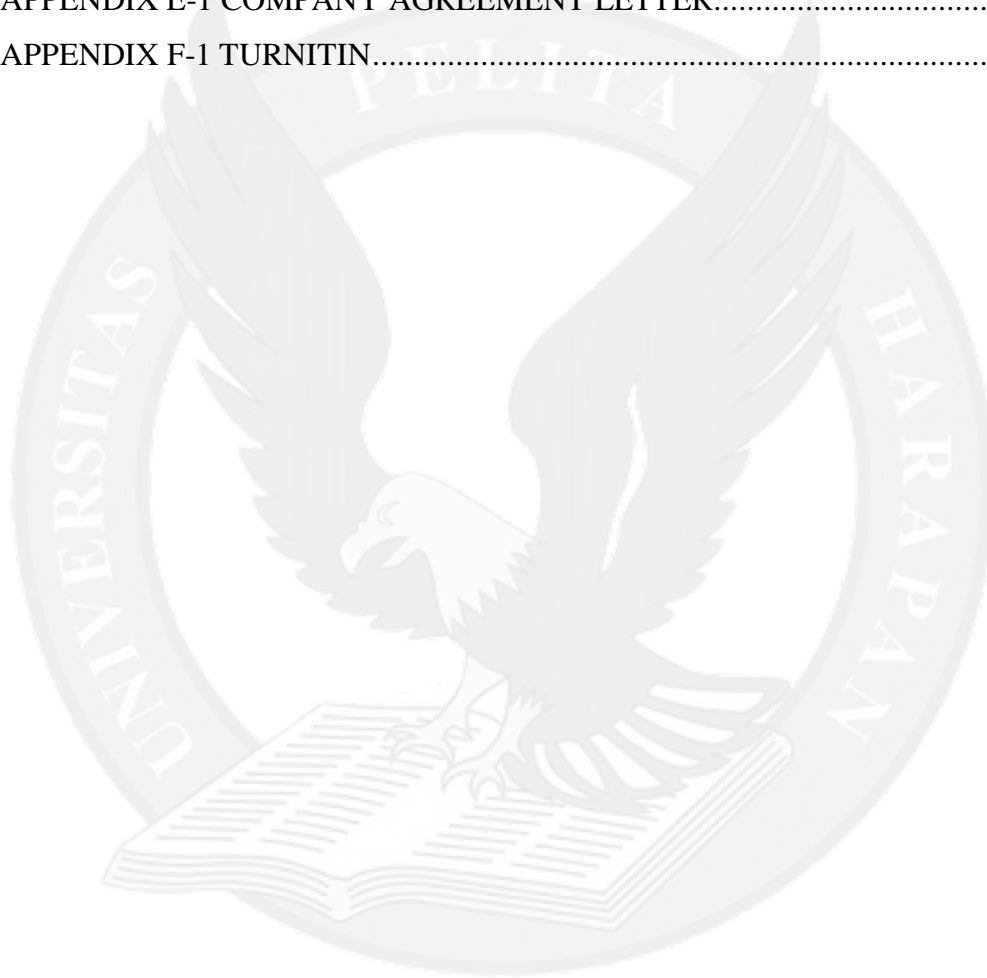 APPENDIX E-1 COMPANY AGREEMENT LETTER................................
APPENDIX F-1 TURNITIN..........................................................................
UNIVERSITAS PELITA HARAPAN